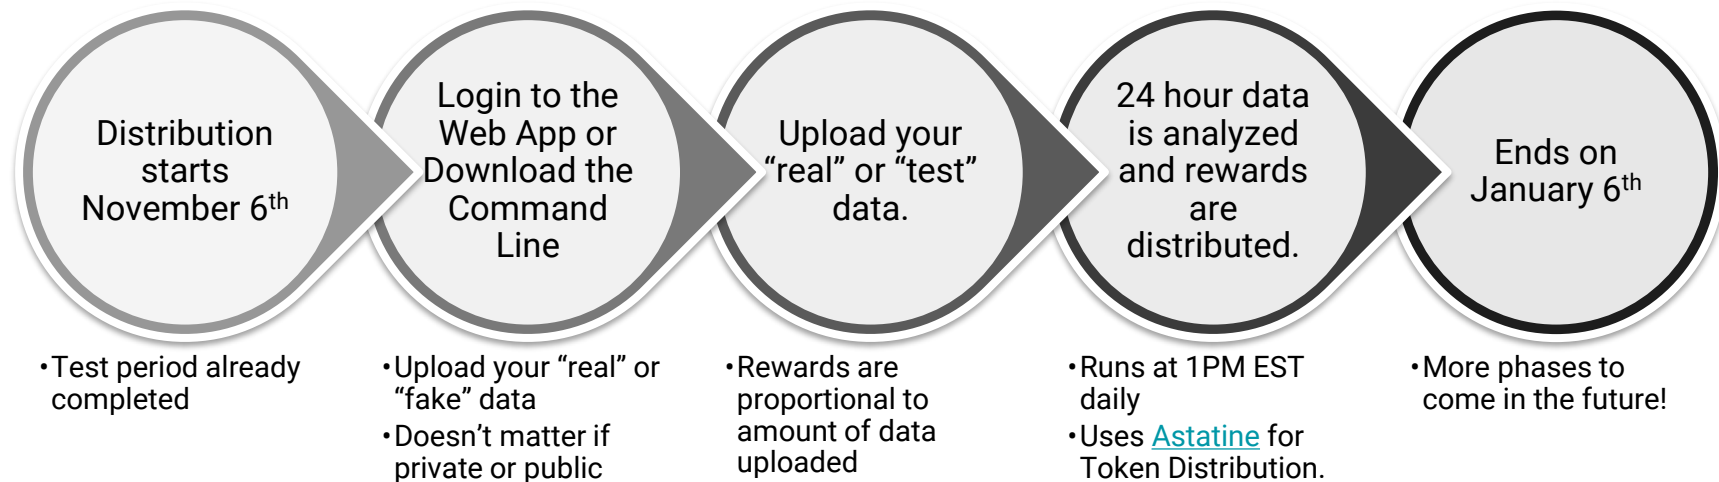 Distribution
starts
November 6th
Login to the
Web App or
Download the
Command
Line
Upload your
“real” or “test”
data.
24 hour data
is analyzed
and rewards
are
distributed.
Ends on
January 6th
•Test period already
completed
•Upload your “real” or
“fake” data
•Doesn’t matter if
private or public
•Rewards are
proportional to
amount of data
uploaded
•Runs at 1PM EST
daily
•Uses Astatine for
Token Distribution.
•More phases to
come in the future!